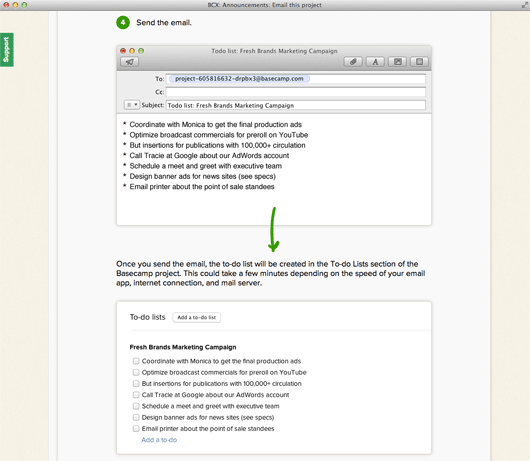 BCX: Announcements: Email this project
Support
4 Send the email.
Todo list: Fresh Brands Marketing Campaign
To: project-605816632-drpbx3@basecamp.com
Cc:
Subject: Todo list: Fresh Brands Marketing Campaign
* Coordinate with Monica to get the final production ads
* Optimize broadcast commercials for preroll on YouTube
* But insertions for publications with 100,000+ circulation
* Call Tracie at Google about our AdWords account
* Schedule a meet and greet with executive team
* Design banner ads for news sites (see specs)
* Email printer about the point of sale standees
Once you send the email, the to-do list will be created in the To-do Lists section of the
Basecamp project. This could take a few minutes depending on the speed of your email
app, internet connection, and mail server.
To-do lists Add a to-do list
Fresh Brands Marketing Campaign
Coordinate with Monica to get the final production ads
Optimize broadcast commercials for preroll on YouTube
But insertions for publications with 100,000+ circulation
Call Tracie at Google about our AdWords account
Schedule a meet and greet with executive team
Design banner ads for news sites (see specs)
Email printer about the point of sale standees
Add a to-do